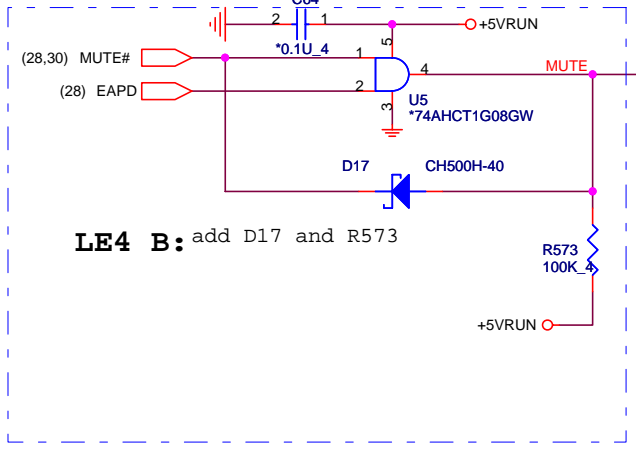 C64
2 1
+5VRUN
*0.1U_4
5
(28,30) MUTE#
1
4
MUTE
(28) EAPD
2
U5
*74AHCT1G08GW
3
D17 CH500H-40
LE4 B: add D17 and R573
R573
100K_4
+5VRUN